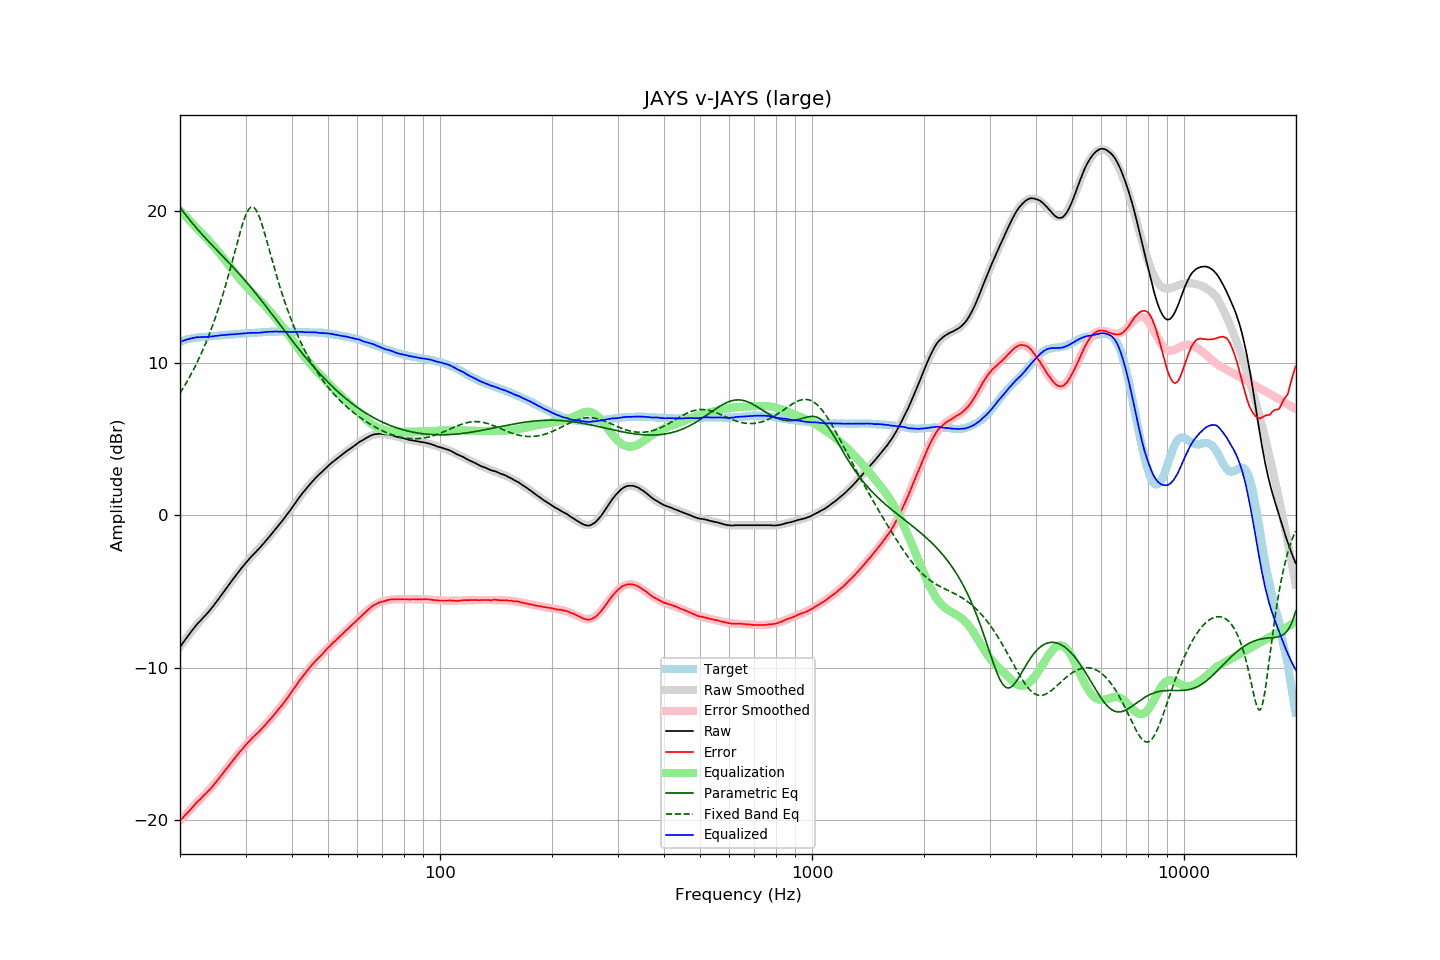 JAYS v-JAYS (large)
Amplitude (dBr)
20
10
0
−10
−20
100
1000
10000
Frequency (Hz)
Target
Raw Smoothed
Error Smoothed
Raw
Error
Equalization
Parametric Eq
Fixed Band Eq
Equalized